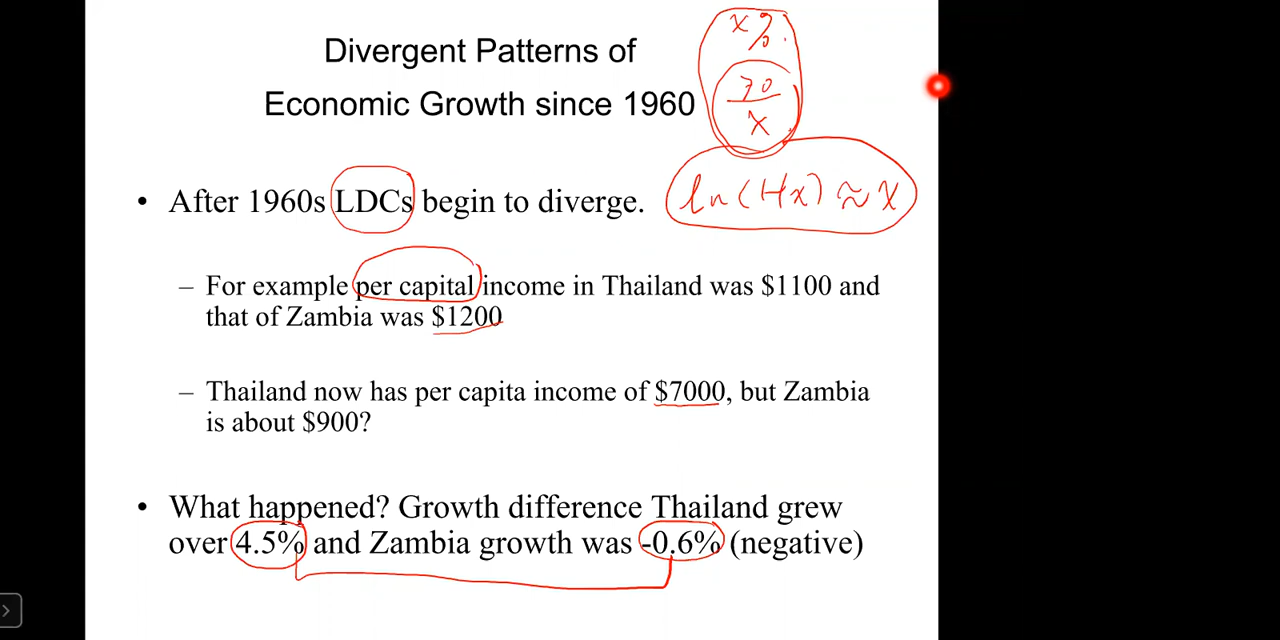 Divergent Patterns of
Economic Growth since 1960
x%
70
x
• After 1960s LDCs begin to diverge.
ln(1+x) ≈ x
– For example per capital income in Thailand was $1100 and
that of Zambia was $1200
– Thailand now has per capita income of $7000, but Zambia
is about $900?
• What happened? Growth difference Thailand grew
over 4.5% and Zambia growth was -0.6% (negative)